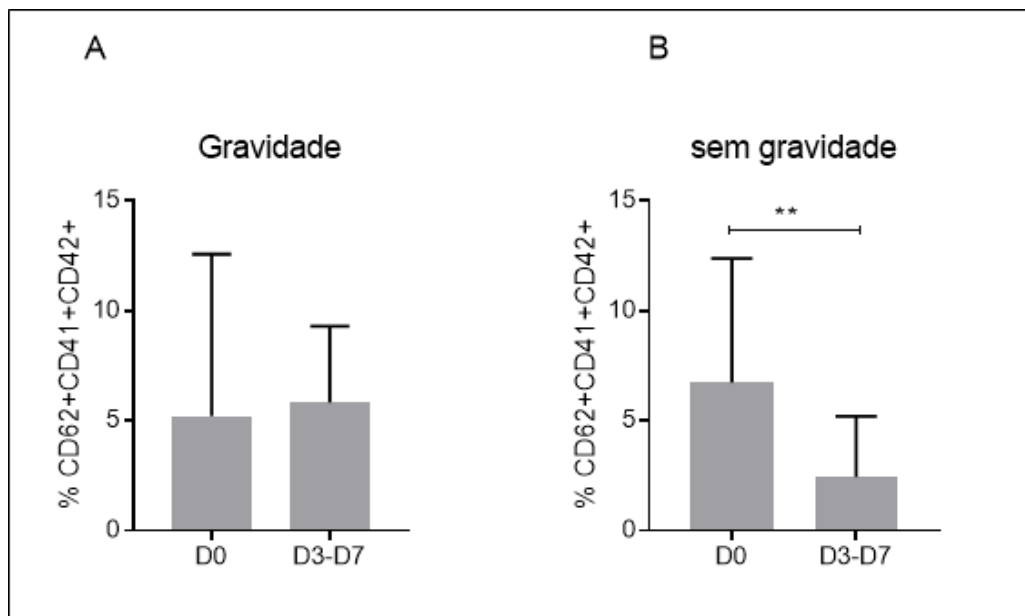 A
Gravidade
% CD62+CD41+CD42+
15
10
5
0
D0 D3-D7
B
sem gravidade
% CD62+CD41+CD42+
15
10
5
0
**
D0 D3-D7